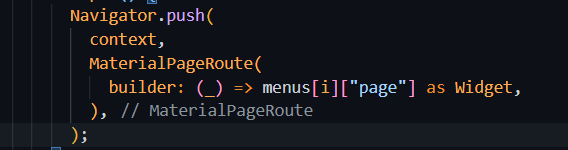 Navigator.push(
context,
MaterialPageRoute(
builder: (_) => menus[i]["page"] as Widget,
), // MaterialPageRoute
);